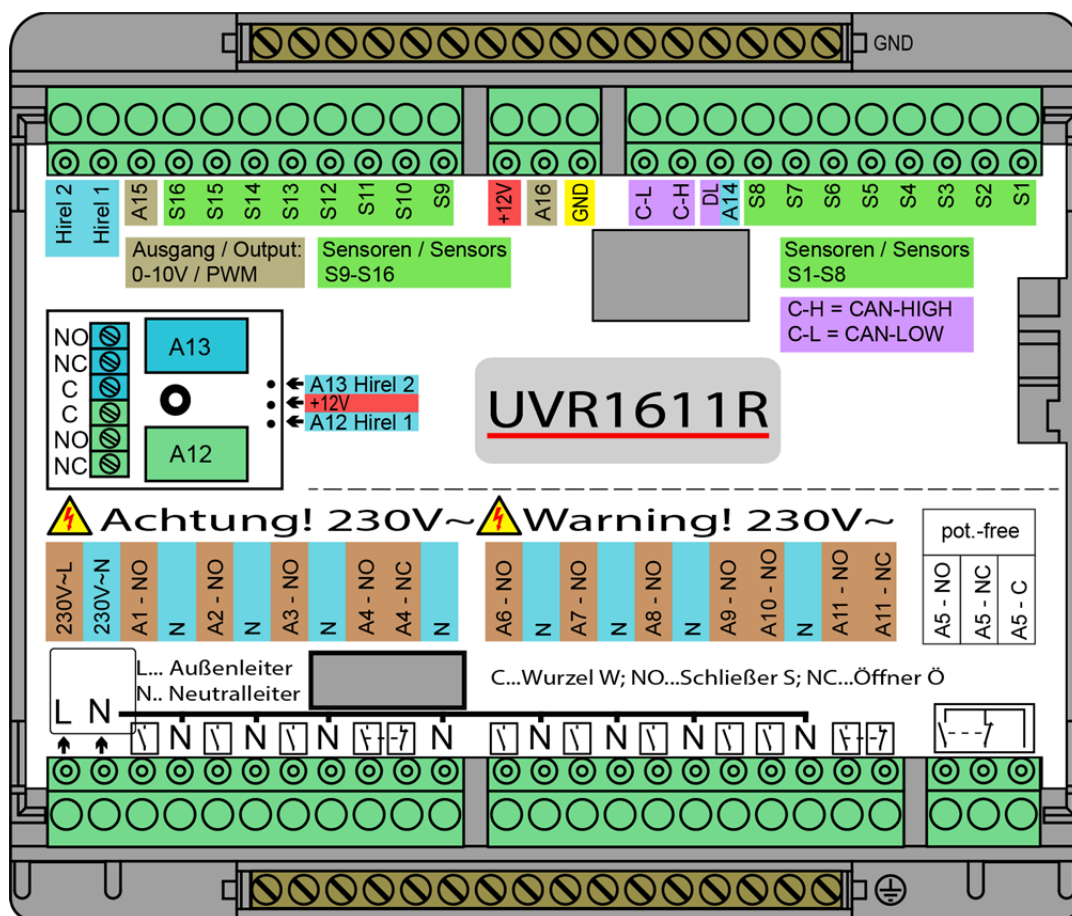 GND
Hirel 2
Hirel 1
A15
S16
S15
S14
S13
S12
S11
S10
S9
+12V
A16
GND
C-L
C-H
DL
A14
S8
S7
S6
S5
S4
S3
S2
S1
Ausgang / Output:
0-10V / PWM
Sensoren / Sensors
S9-S16
Sensoren / Sensors
S1-S8
C-H = CAN-HIGH
C-L = CAN-LOW
NO
NC
C
C
NO
NC
A13
A12
A13 Hirel 2
+12V
A12 Hirel 1
UVR1611R
Achtung! 230V~
Warning! 230V~
pot.-free
230V~L
230V~N
A1 - NO
N
A2 - NO
N
A3 - NO
N
A4 - NO
A4 - NC
N
A6 - NO
N
A7 - NO
N
A8 - NO
N
A9 - NO
A10 - NO
N
A11 - NO
A11 - NC
A5 - NO
A5 - NC
A5 - C
L... Außenleiter
N.. Neutralleiter
C...Wurzel W; NO...Schließer S; NC...Öffner Ö
L
N
N
N
N
N
N
N
N
N